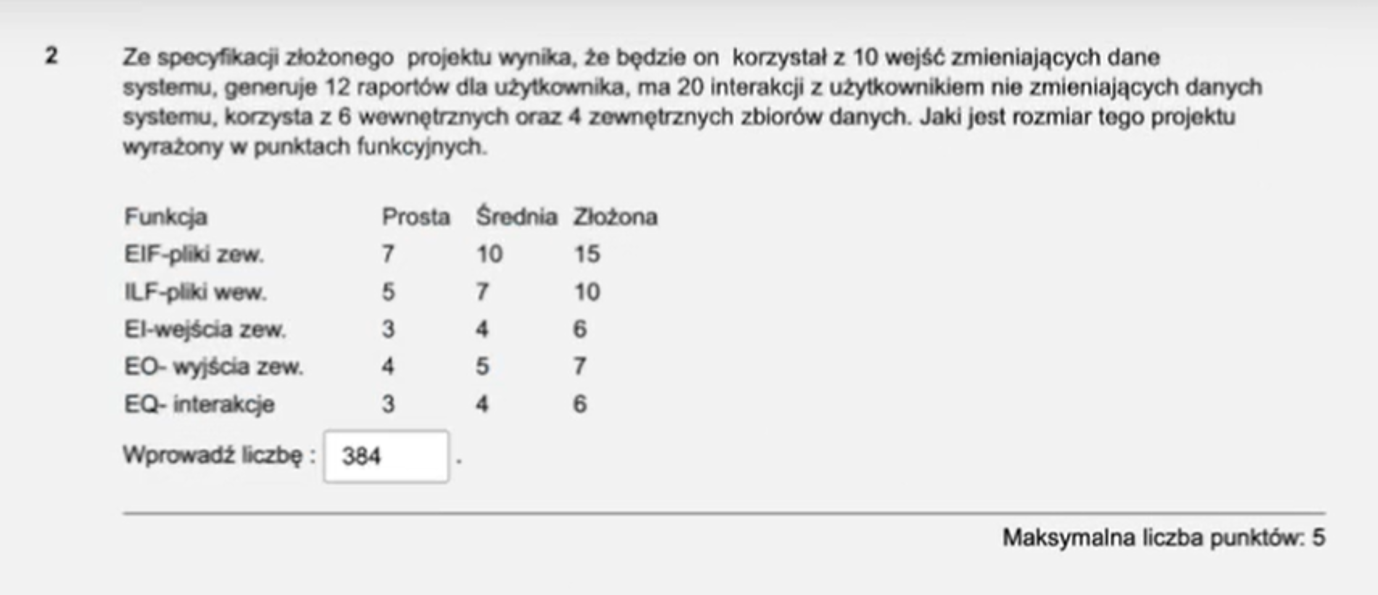 2 Ze specyfikacji złożonego projektu wynika, że będzie on korzystał z 10 wejść zmieniających dane
systemu, generuje 12 raportów dla użytkownika, ma 20 interakcji z użytkownikiem nie zmieniających danych
systemu, korzysta z 6 wewnętrznych oraz 4 zewnętrznych zbiorów danych. Jaki jest rozmiar tego projektu
wyrażony w punktach funkcyjnych.
Funkcja Prosta Średnia Złożona
EIF-pliki zew. 7 10 15
ILF-pliki wew. 5 7 10
EI-wejścia zew. 3 4 6
EO- wyjścia zew. 4 5 7
EQ- interakcje 3 4 6
Wprowadź liczbę : 384 .
Maksymalna liczba punktów: 5